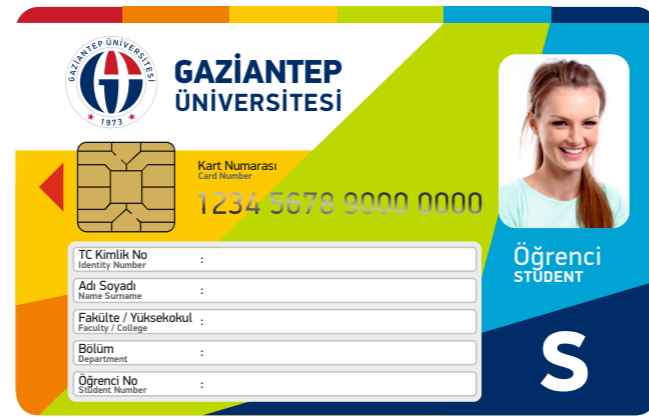 GAZİANTEP ÜNİVERSİTESİ
1973
GAZİANTEP
ÜNİVERSİTESİ
Kart Numarası
Card Number
1234 5678 9000 0000
TC Kimlik No :
Identity Number
Adı Soyadı :
Name Surname
Fakülte / Yüksekokul :
Faculty / College
Bölüm :
Department
Öğrenci No :
Student Number
Öğrenci
STUDENT
S